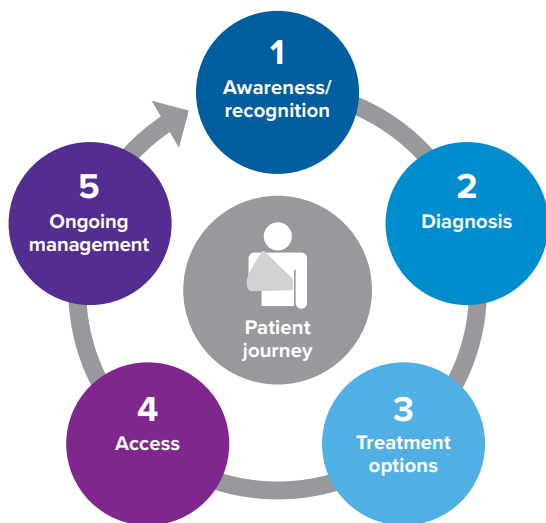 1
Awareness/
recognition
2
Diagnosis
3
Treatment
options
4
Access
5
Ongoing
management
Patient
journey